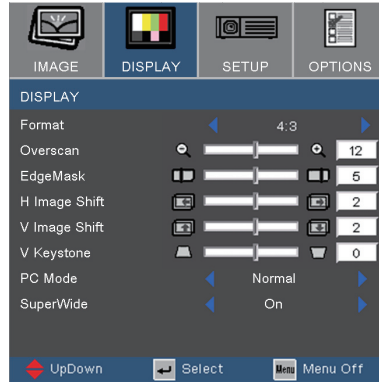 IMAGE DISPLAY SETUP OPTIONS
DISPLAY
Format 4:3
Overscan 12
EdgeMask 5
H Image Shift 2
V Image Shift 2
V Keystone 0
PC Mode Normal
SuperWide On
UpDown Select Menu Menu Off